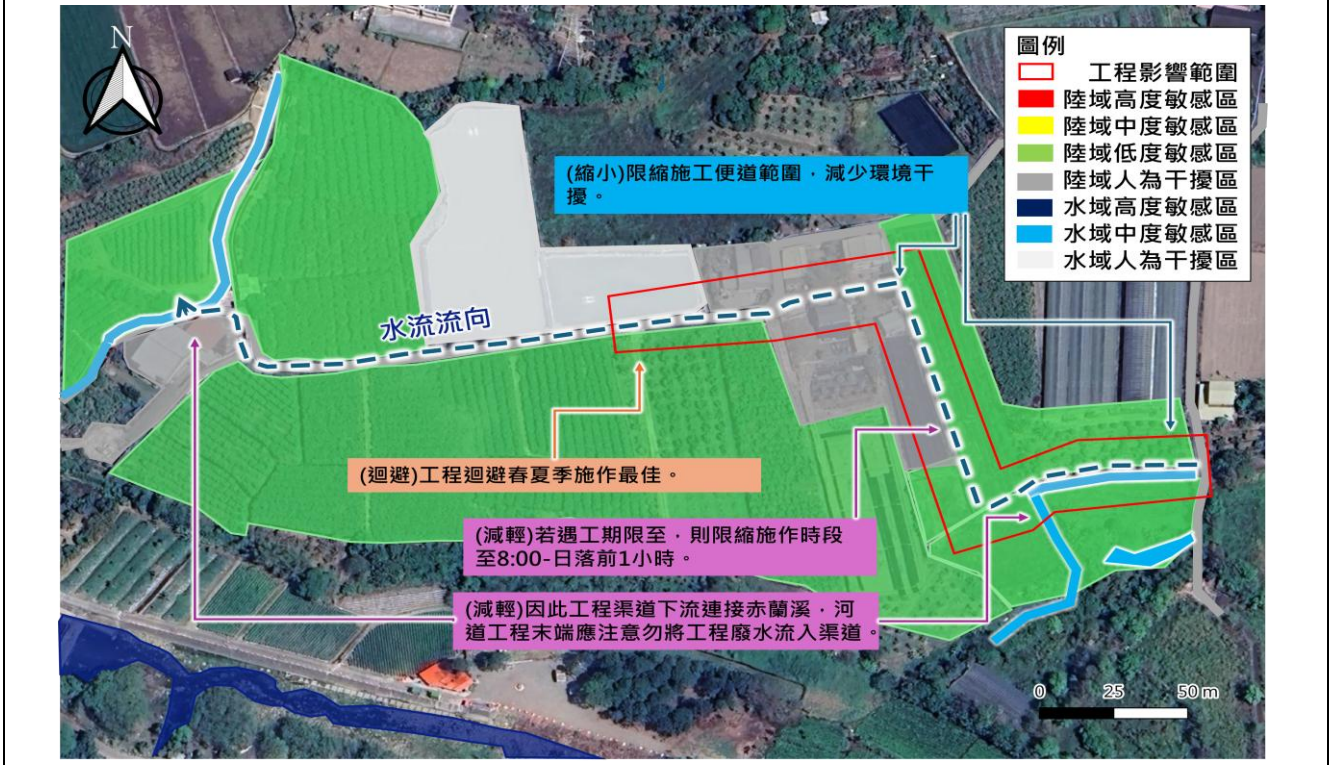 N
圖例
工程影響範圍
陸域高度敏感區
陸域中度敏感區
陸域低度敏感區
陸域人為干擾區
水域高度敏感區
水域中度敏感區
水域人為干擾區
(縮小)限縮施工便道範圍，減少環境干
擾。
水流流向
(迴避)工程迴避春夏季施作最佳。
(減輕)若遇工期限至，則限縮施作時段
至8:00-日落前1小時。
(減輕)因此工程渠道下流連接赤蘭溪，河
道工程末端應注意勿將工程廢水流入渠道。
0 25 50 m